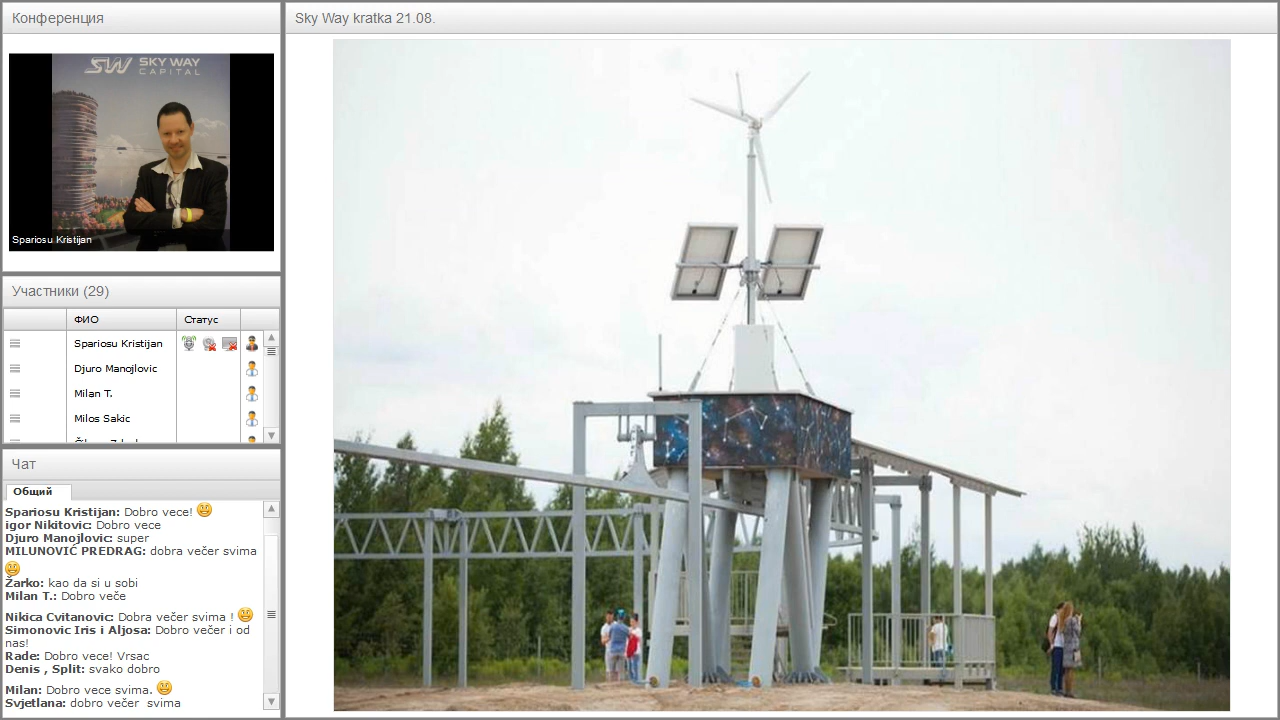 Конференция
SW SKY WAY
CAPITAL
Spariosu Kristijan
Участники (29)
ФИО Статус
Spariosu Kristijan
Djuro Manojlovic
Milan T.
Milos Sakic
Чат
Общий
Spariosu Kristijan: Dobro vece!
igor Nikitovic: Dobro vece
Djuro Manojlovic: super
MILUNOVIĆ PREDRAG: dobra večer svima
Žarko: kao da si u sobi
Milan T.: Dobro veče
Nikica Cvitanovic: Dobra večer svima !
Simonovic Iris i Aljosa: Dobro večer i od
nas!
Rade: Dobro vece! Vrsac
Denis , Split: svako dobro
Milan: Dobro vece svima.
Svjetlana: dobro večer svima
Sky Way kratka 21.08.